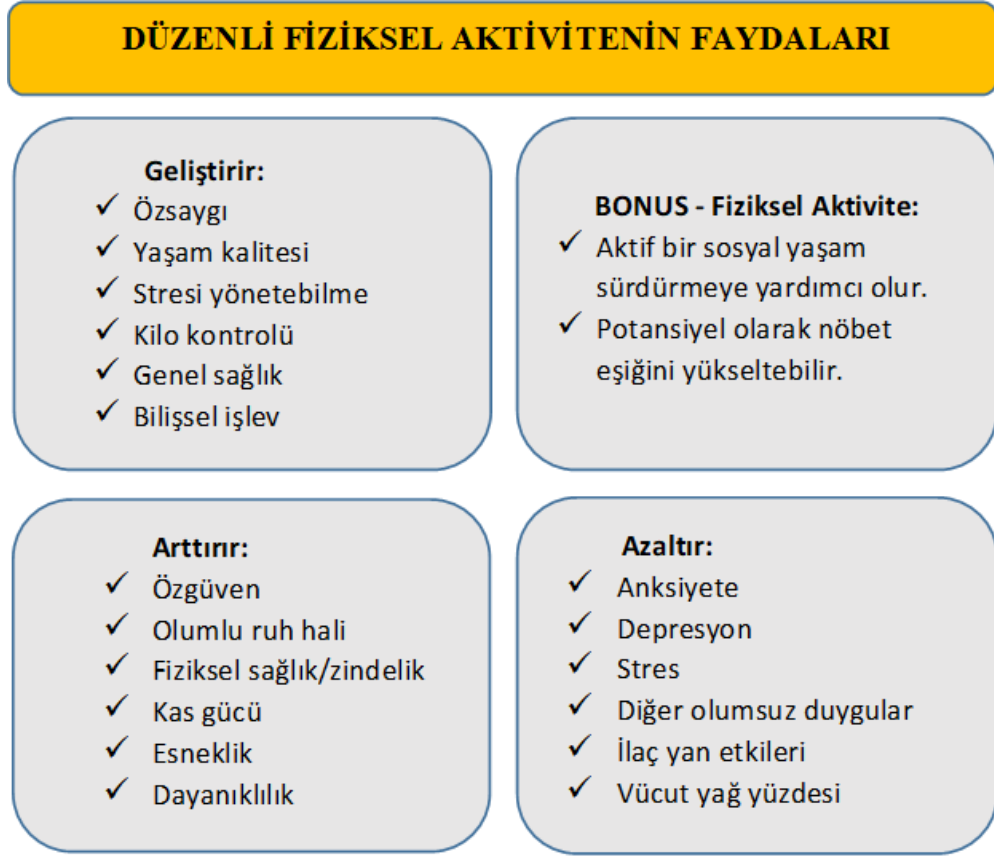 DÜZENLİ FİZİKSEL AKTİVİTENİN FAYDALARI
Geliştirir:
✓ Özsaygı
✓ Yaşam kalitesi
✓ Stresi yönetebilme
✓ Kilo kontrolü
✓ Genel sağlık
✓ Bilişsel işlev
BONUS - Fiziksel Aktivite:
✓ Aktif bir sosyal yaşam
sürdürmeye yardımcı olur.
✓ Potansiyel olarak nöbet
eşiğini yükseltebilir.
Arttırır:
✓ Özgüven
✓ Olumlu ruh hali
✓ Fiziksel sağlık/zindelik
✓ Kas gücü
✓ Esneklik
✓ Dayanıklılık
Azaltır:
✓ Anksiyete
✓ Depresyon
✓ Stres
✓ Diğer olumsuz duygular
✓ İlaç yan etkileri
✓ Vücut yağ yüzdesi